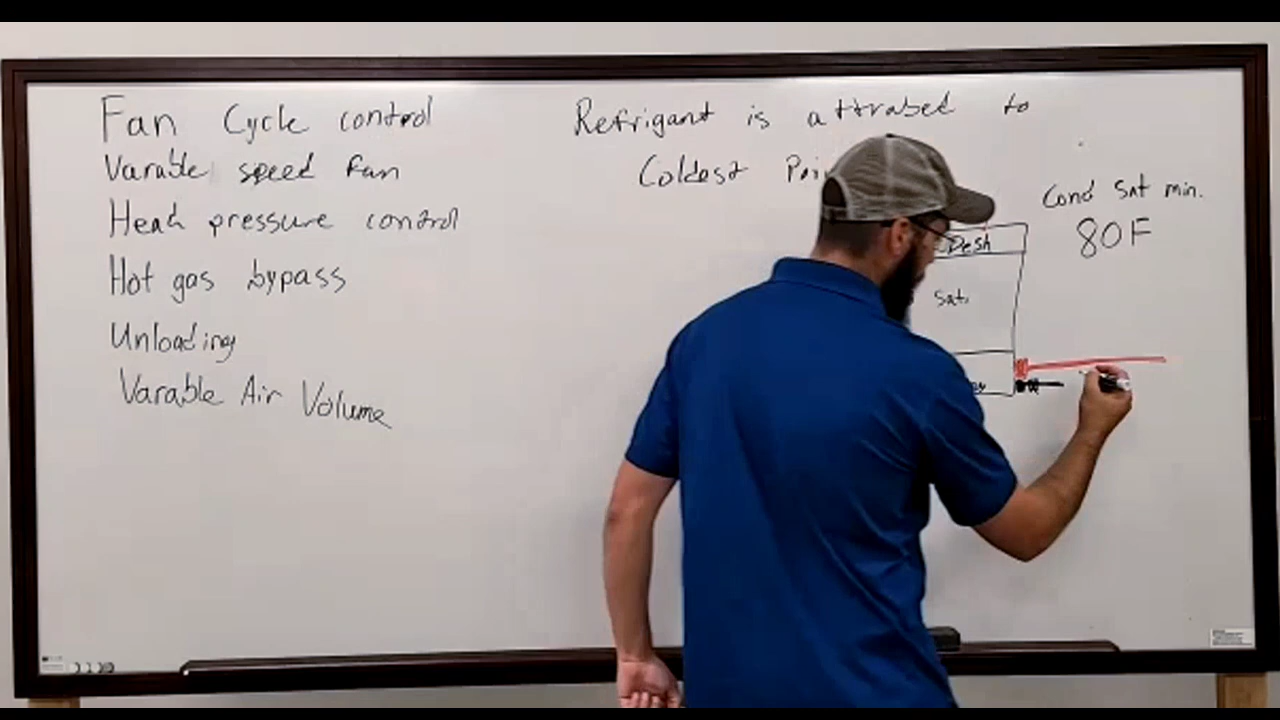 Fan Cycle control
Varable speed fan
Head pressure control
Hot gas bypass
Unloading
Varable Air Volume
Refrigant is attrabed to
Coldest
Cond Sat min.
80F
Desh
Sat.